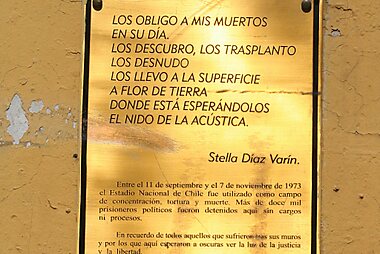 LOS OBLIGO A MIS MUERTOS
EN SU DÍA.
LOS DESCUBRO, LOS TRASPLANTO
LOS DESNUDO
LOS LLEVO A LA SUPERFICIE
A FLOR DE TIERRA
DONDE ESTÁ ESPERÁNDOLOS
EL NIDO DE LA ACÚSTICA.
Stella Díaz Varín.
Entre el 11 de septiembre y el 7 de noviembre de 1973
el Estadio Nacional de Chile fue utilizado como campo
de concentración, tortura y muerte. Más de doce mil
prisioneros políticos fueron detenidos aquí sin cargos
ni procesos.
En recuerdo de todos aquellos que sufrieron tras sus muros
y por los que aquí esperaron a oscuras ver la luz de la justicia
y la libertad.